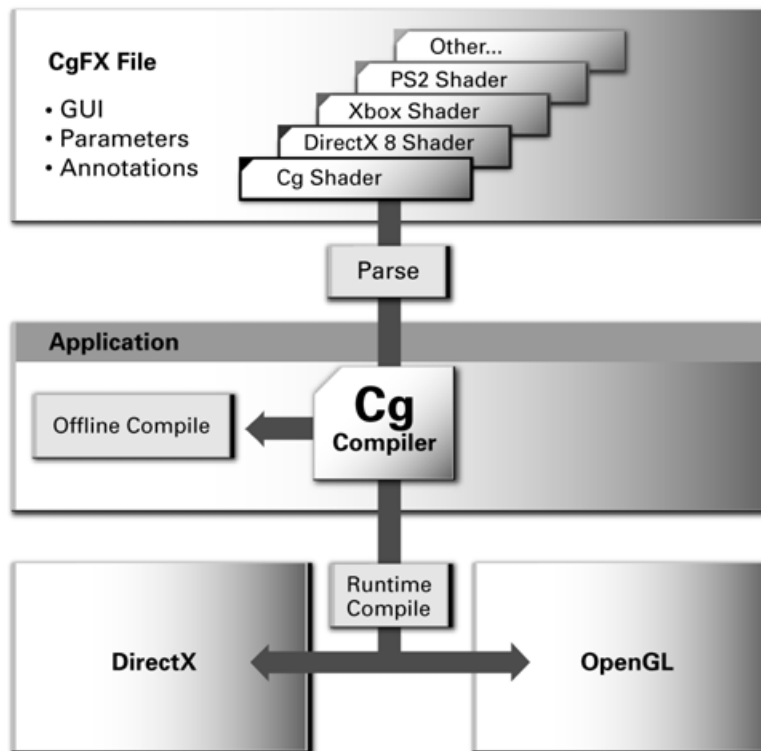 CgFX File
• GUI
• Parameters
• Annotations
Other...
PS2 Shader
Xbox Shader
DirectX 8 Shader
Cg Shader
Parse
Application
Offline Compile
Cg
Compiler
Runtime
Compile
DirectX
OpenGL